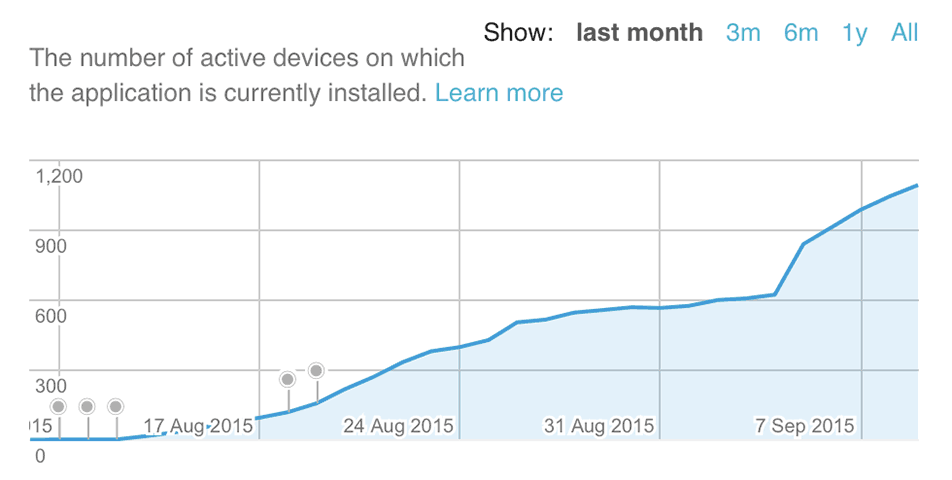 Show: last month 3m 6m 1y All
The number of active devices on which
the application is currently installed. Learn more
1,200
900
600
300
15 17 Aug 2015 24 Aug 2015 31 Aug 2015 7 Sep 2015
0